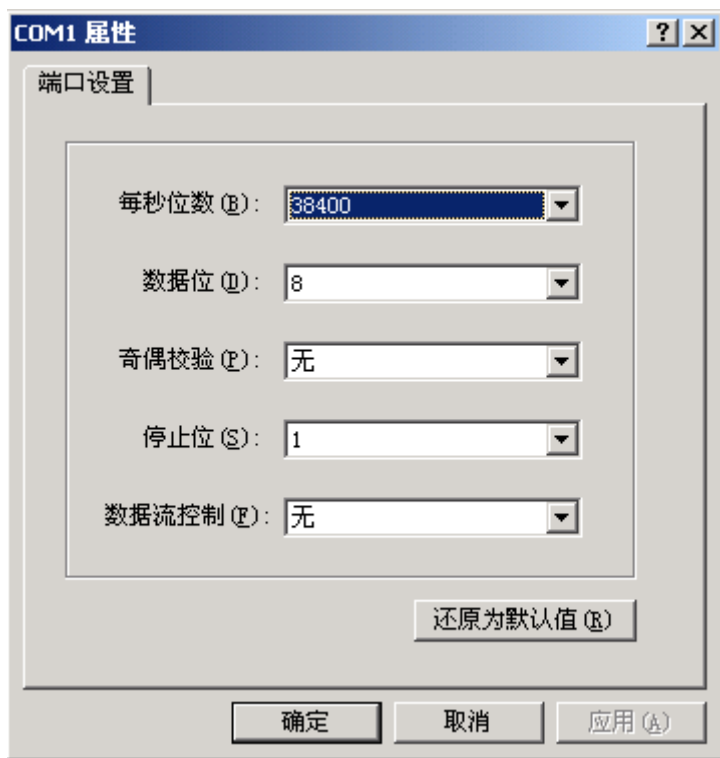 COM1 属性
端口设置
每秒位数(B): 38400
数据位(D): 8
奇偶校验(P): 无
停止位(S): 1
数据流控制(F): 无
还原为默认值(R)
确定 取消 应用(A)